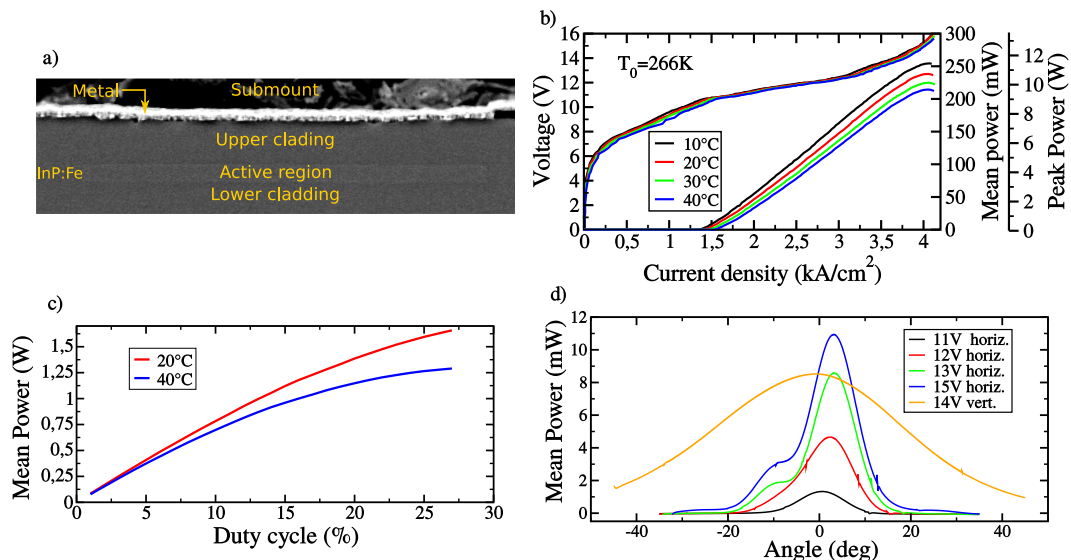 a)
Metal
Submount
Upper clading
InP:Fe
Active region
Lower cladding
b)
T0=266K
10°C
20°C
30°C
40°C
Voltage (V)
0 2 4 6 8 10 12 14 16
Current density (kA/cm2)
0 0,5 1 1,5 2 2,5 3 3,5 4
Mean power (mW)
0 50 100 150 200 250 300
Peak Power (W)
0 2 4 6 8 10 12
c)
20°C
40°C
Mean Power (W)
0 0,25 0,5 0.75 1 1,25 1,5
Duty cycle (%)
0 5 10 15 20 25 30
d)
11V horiz.
12V horiz.
13V horiz.
15V horiz.
14V vert.
Mean Power (mW)
0 2 4 6 8 10 12
Angle (deg)
-40 -20 0 20 40